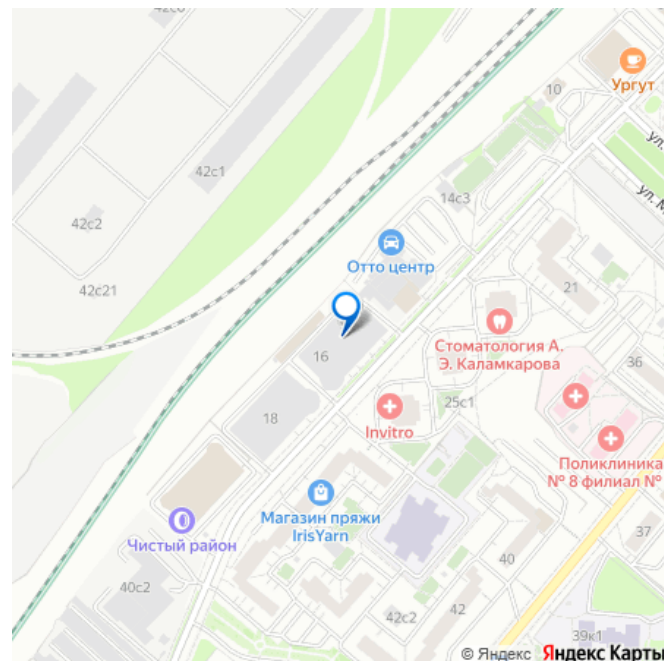 42с6
Ургут
10
ул.
42с1
ул. М
14с3
42с2
Отто центр
42с21
21
Стоматология А.
Э. Каламкарова
16
36
25с1
18
Invitro
Поликлиника
№ 8 филиал №
Магазин пряжи
IrisYarn
Чистый район
37
40
40с2
42с2
42
39к1
© Яндекс Яндекс Карты